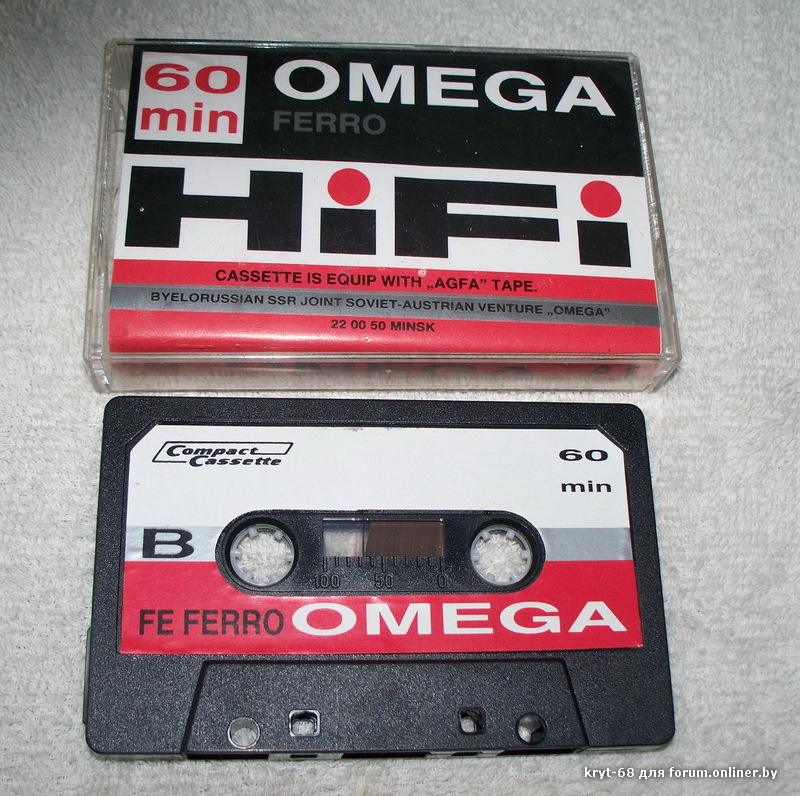 60
min
OMEGA
FERRO
HiFi
CASSETTE IS EQUIP WITH „AGFA” TAPE.
BYELORUSSIAN SSR JOINT SOVIET-AUSTRIAN VENTURE „OMEGA”
22 00 50 MINSK
OMEGA
Compact
Cassette
60
min
B
100 50 0
FE FERRO OMEGA
kryt-68 для forum.onliner.by